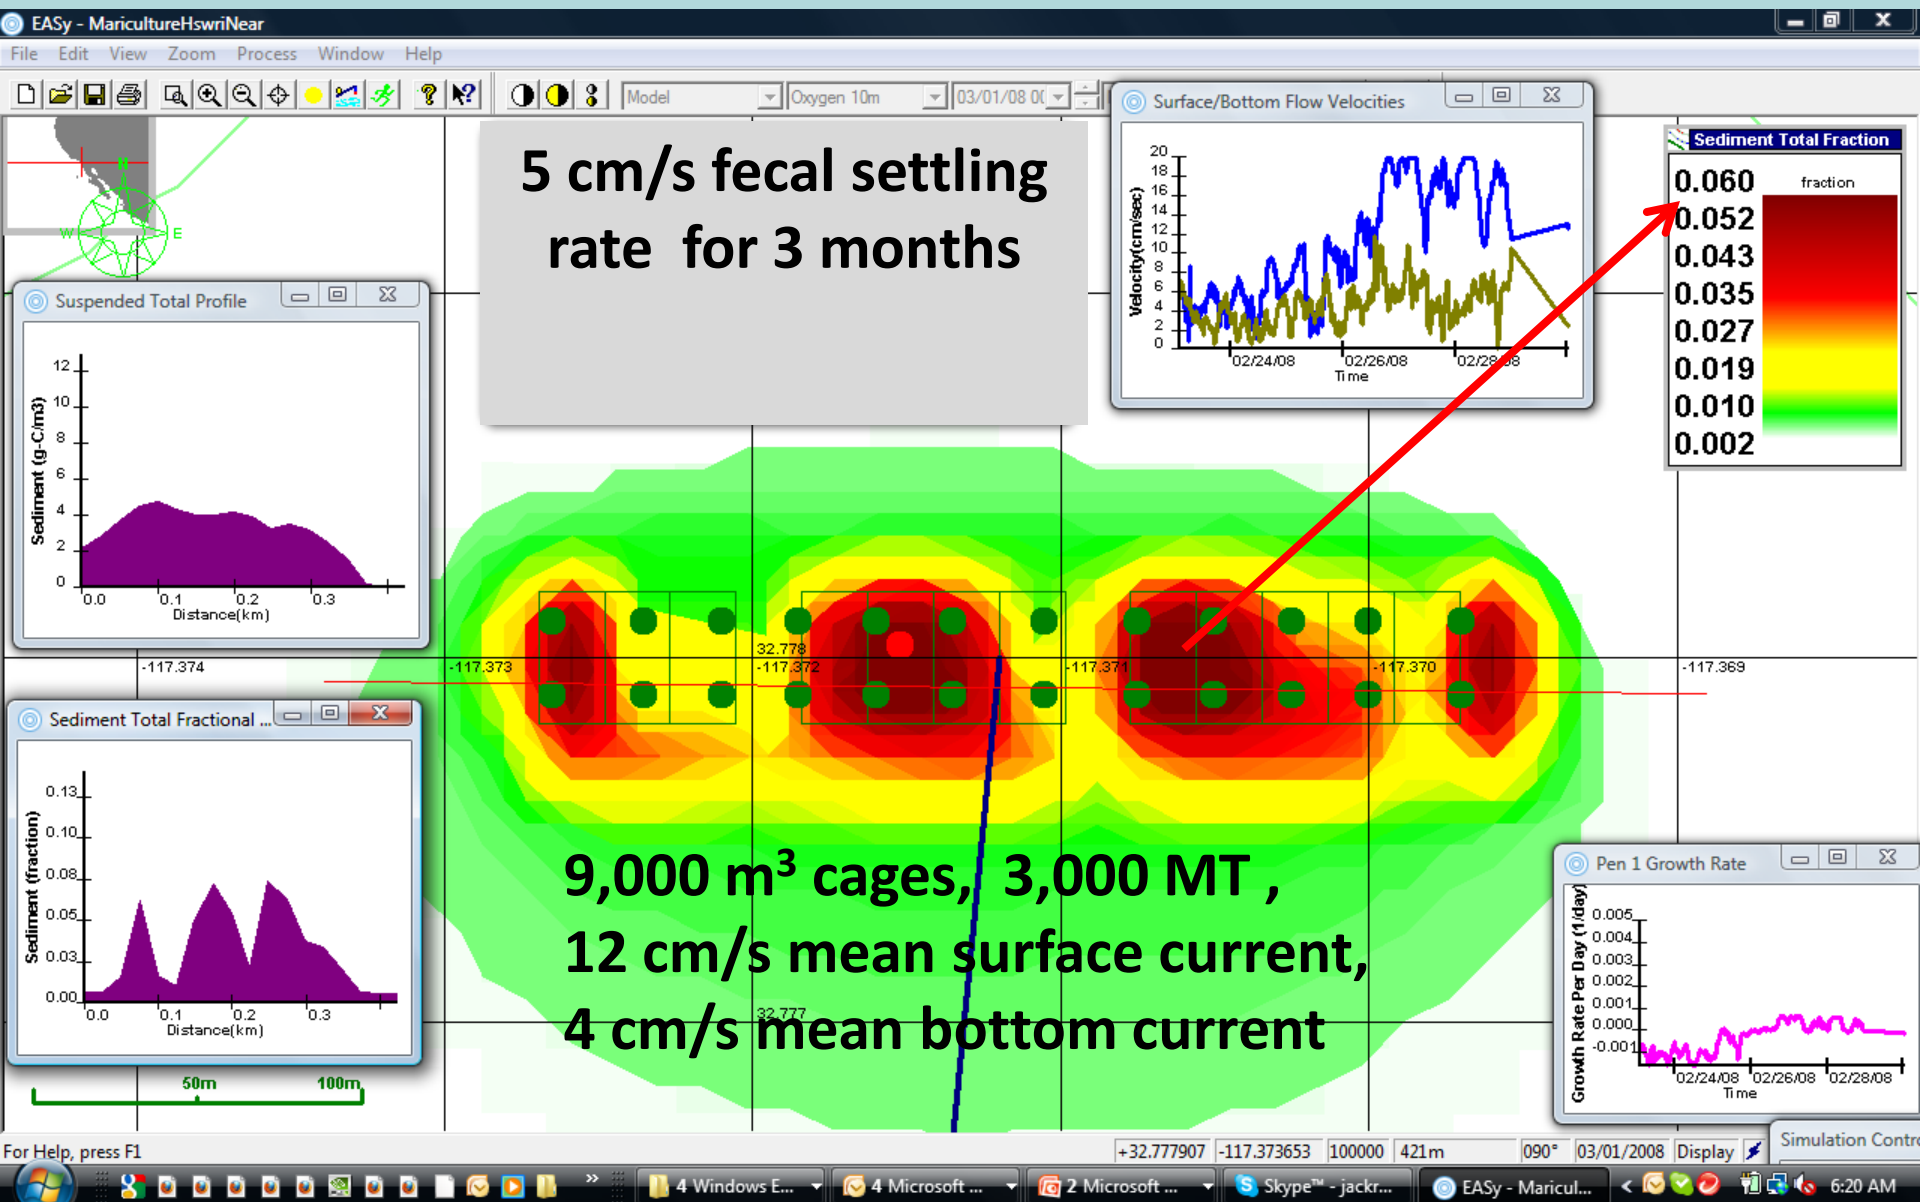 EASy - MaricultureHswriNear
File Edit View Zoom Process Window Help
Model Oxygen 10m 03/01/08 00
N
W E
5 cm/s fecal settling
rate for 3 months
Surface/Bottom Flow Velocities
Velocity(cm/sec)
20
18
16
14
12
10
8
6
4
2
0
02/24/08 02/26/08 02/28/08
Time
Sediment Total Fraction
fraction
0.060
0.052
0.043
0.035
0.027
0.019
0.010
0.002
Suspended Total Profile
Sediment (g-C/m3)
12
10
8
6
4
2
0
0.0 0.1 0.2 0.3
Distance(km)
32.778
-117.374 -117.373 -117.372 -117.371 -117.370 -117.369
Sediment Total Fractional ...
Sediment (fraction)
0.13
0.10
0.08
0.05
0.03
0.00
0.0 0.1 0.2 0.3
Distance(km)
9,000 m³ cages, 3,000 MT ,
12 cm/s mean surface current,
32.777
4 cm/s mean bottom current
Pen 1 Growth Rate
Growth Rate Per Day (1/day)
0.005
0.004
0.003
0.002
0.001
0.000
-0.001
02/24/08 02/26/08 02/28/08
Time
50m 100m
For Help, press F1
+32.777907 -117.373653 100000 421m 090° 03/01/2008 Display
Simulation Contr
4 Windows E... 4 Microsoft ... 2 Microsoft ... Skype™ - jackr... EASy - Maricul... 6:20 AM